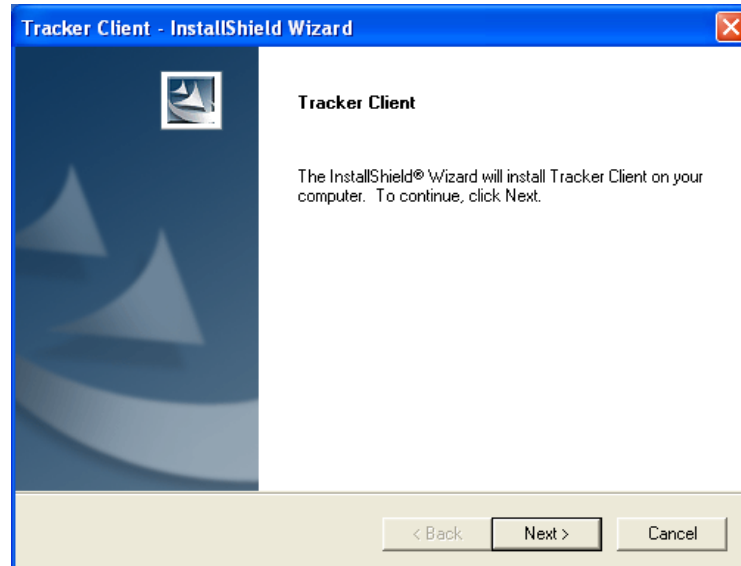 Tracker Client - InstallShield Wizard
Tracker Client
The InstallShield® Wizard will install Tracker Client on your
computer.  To continue, click Next.
< Back
Next >
Cancel